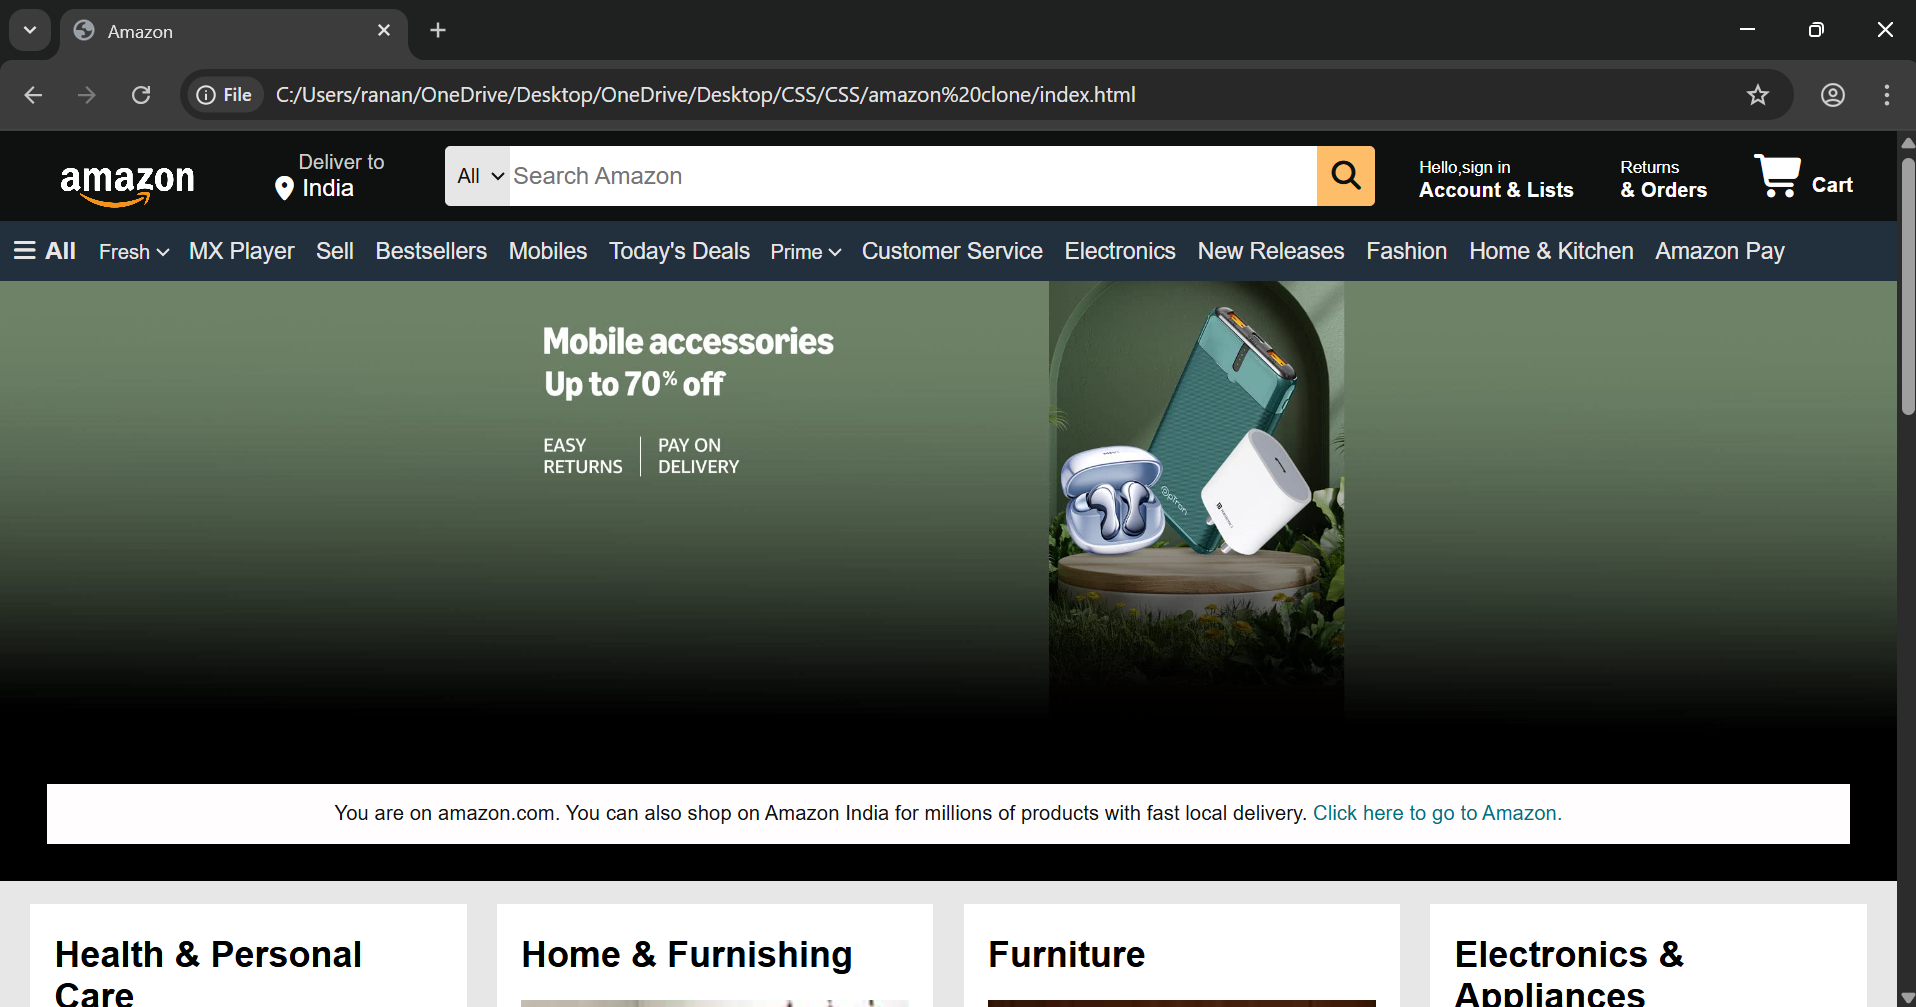 Amazon
File C:/Users/ranan/OneDrive/Desktop/OneDrive/Desktop/CSS/CSS/amazon%20clone/index.html
amazon
Deliver to
India
All
Search Amazon
Hello,sign in
Account & Lists
Returns
& Orders
Cart
All Fresh MX Player Sell Bestsellers Mobiles Today's Deals Prime Customer Service Electronics New Releases Fashion Home & Kitchen Amazon Pay
Mobile accessories
Up to 70% off
EASY
RETURNS
PAY ON
DELIVERY
pTron
You are on amazon.com. You can also shop on Amazon India for millions of products with fast local delivery. Click here to go to Amazon.
Health & Personal
Care
Home & Furnishing
Furniture
Electronics &
Appliances